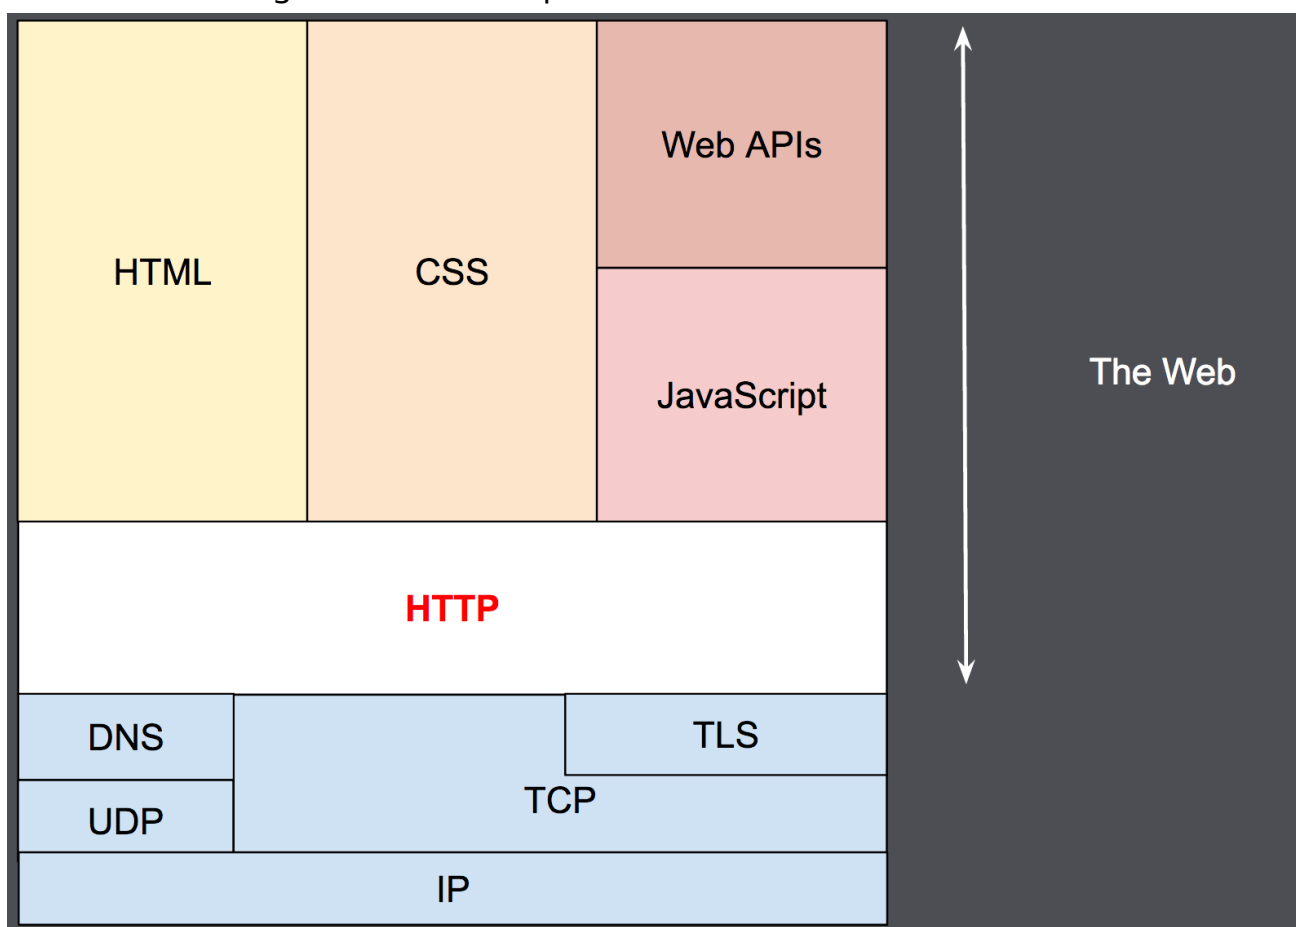 Web APIs
HTML
CSS
The Web
JavaScript
HTTP
DNS
TLS
TCP
UDP
IP